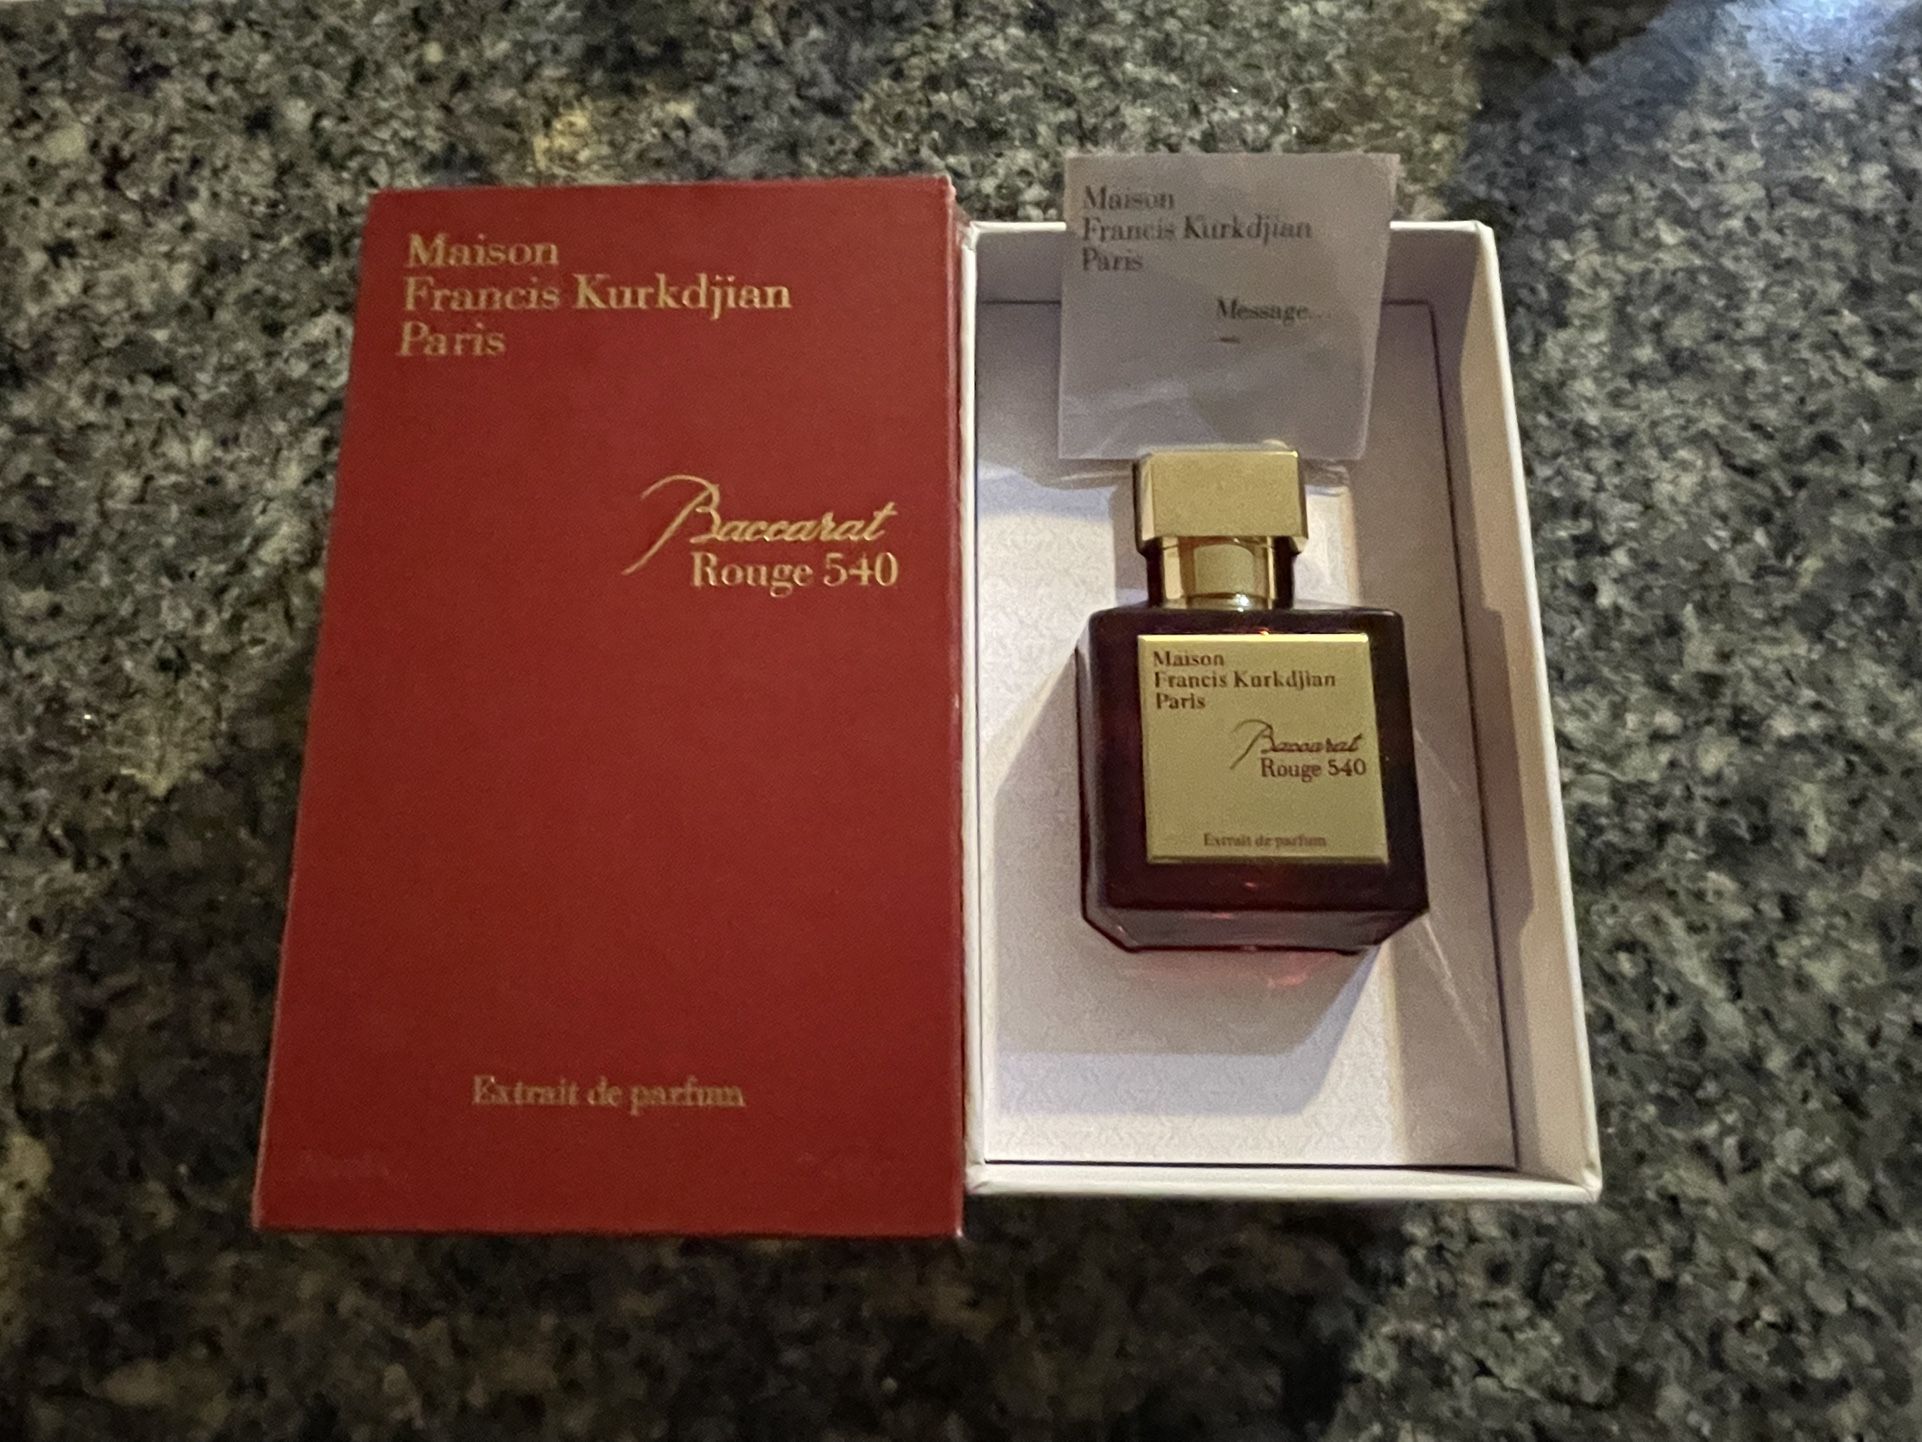 Maison
Francis Kurkdjian
Paris
Baccarat
Rouge 540
Extrait de parfum
Maison
Francis Kurkdjian
Paris
Message...
Maison
Francis Kurkdjian
Paris
Baccarat
Rouge 540
Extrait de parfum